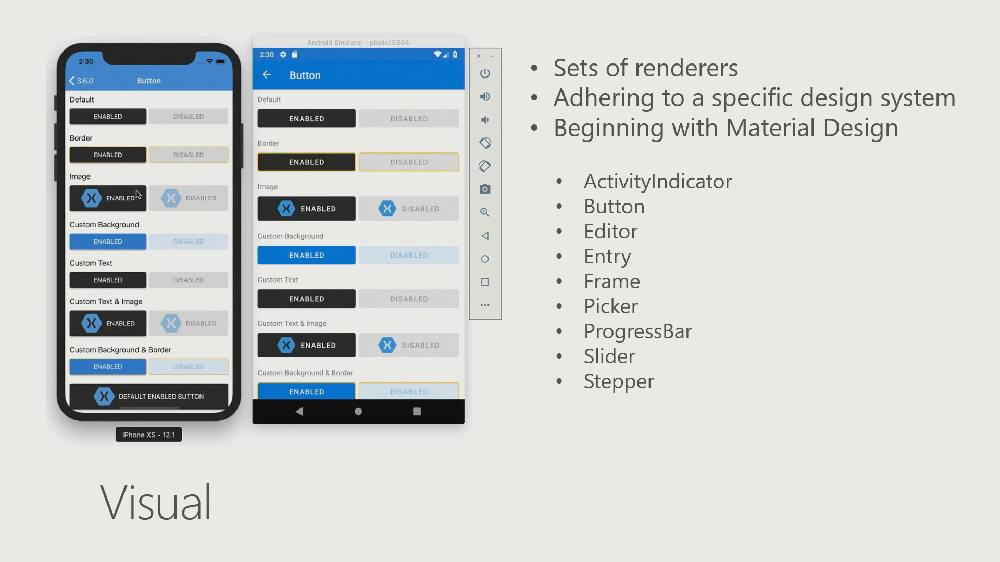 2:30
3.6.0
Button
Default
ENABLED
DISABLED
Border
ENABLED
DISABLED
Image
ENABLED
DISABLED
Custom Background
ENABLED
DISABLED
Custom Text
ENABLED
DISABLED
Custom Text & Image
ENABLED
DISABLED
Custom Background & Border
ENABLED
DISABLED
DEFAULT ENABLED BUTTON
iPhone XS - 12.1
Android Emulator - pixelxl:5554
2:30
Button
Default
ENABLED
DISABLED
Border
ENABLED
DISABLED
Image
ENABLED
DISABLED
Custom Background
ENABLED
DISABLED
Custom Text
ENABLED
DISABLED
Custom Text & Image
ENABLED
DISABLED
Custom Background & Border
ENABLED
DISABLED
• Sets of renderers
• Adhering to a specific design system
• Beginning with Material Design
• ActivityIndicator
• Button
• Editor
• Entry
• Frame
• Picker
• ProgressBar
• Slider
• Stepper
Visual